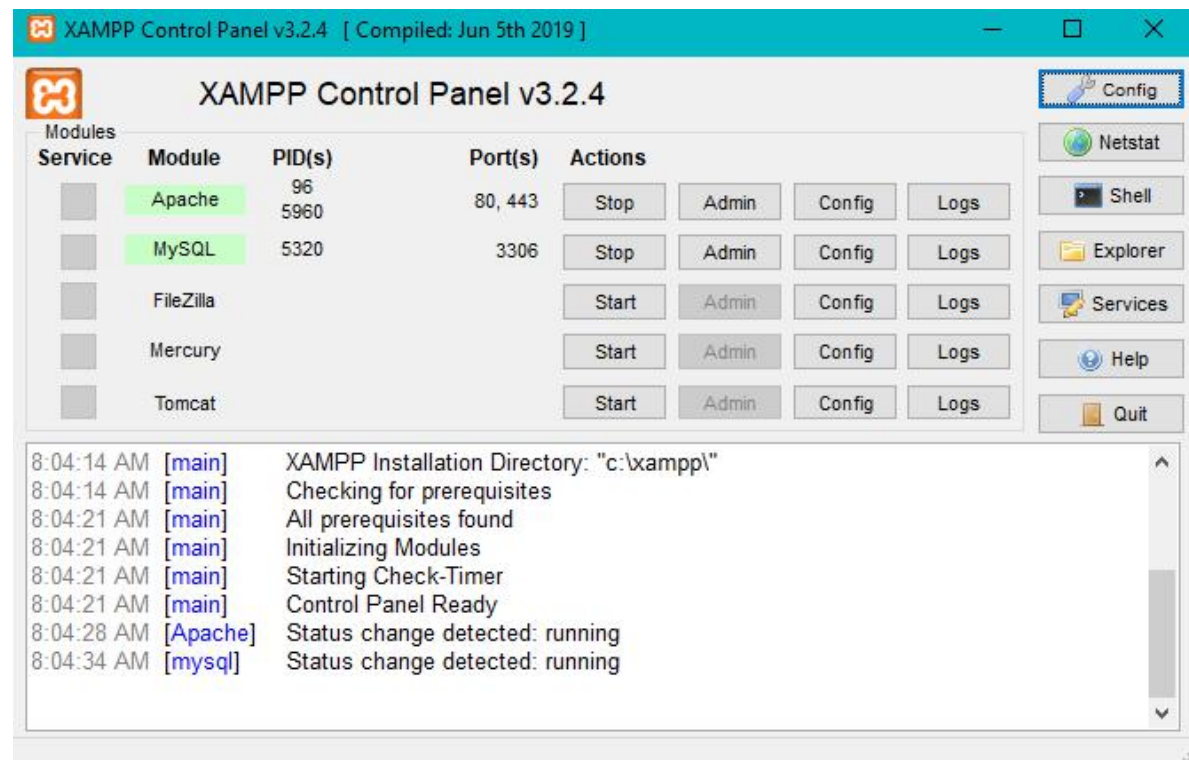 XAMPP Control Panel v3.2.4 [ Compiled: Jun 5th 2019 ]
XAMPP Control Panel v3.2.4
Config
Modules
Service Module PID(s) Port(s) Actions
Netstat
Apache 96 5960 80, 443 Stop Admin Config Logs
Shell
MySQL 5320 3306 Stop Admin Config Logs
Explorer
FileZilla Start Admin Config Logs
Services
Mercury Start Admin Config Logs
Help
Tomcat Start Admin Config Logs
Quit
8:04:14 AM [main] XAMPP Installation Directory: "c:\xampp\"
8:04:14 AM [main] Checking for prerequisites
8:04:21 AM [main] All prerequisites found
8:04:21 AM [main] Initializing Modules
8:04:21 AM [main] Starting Check-Timer
8:04:21 AM [main] Control Panel Ready
8:04:28 AM [Apache] Status change detected: running
8:04:34 AM [mysql] Status change detected: running